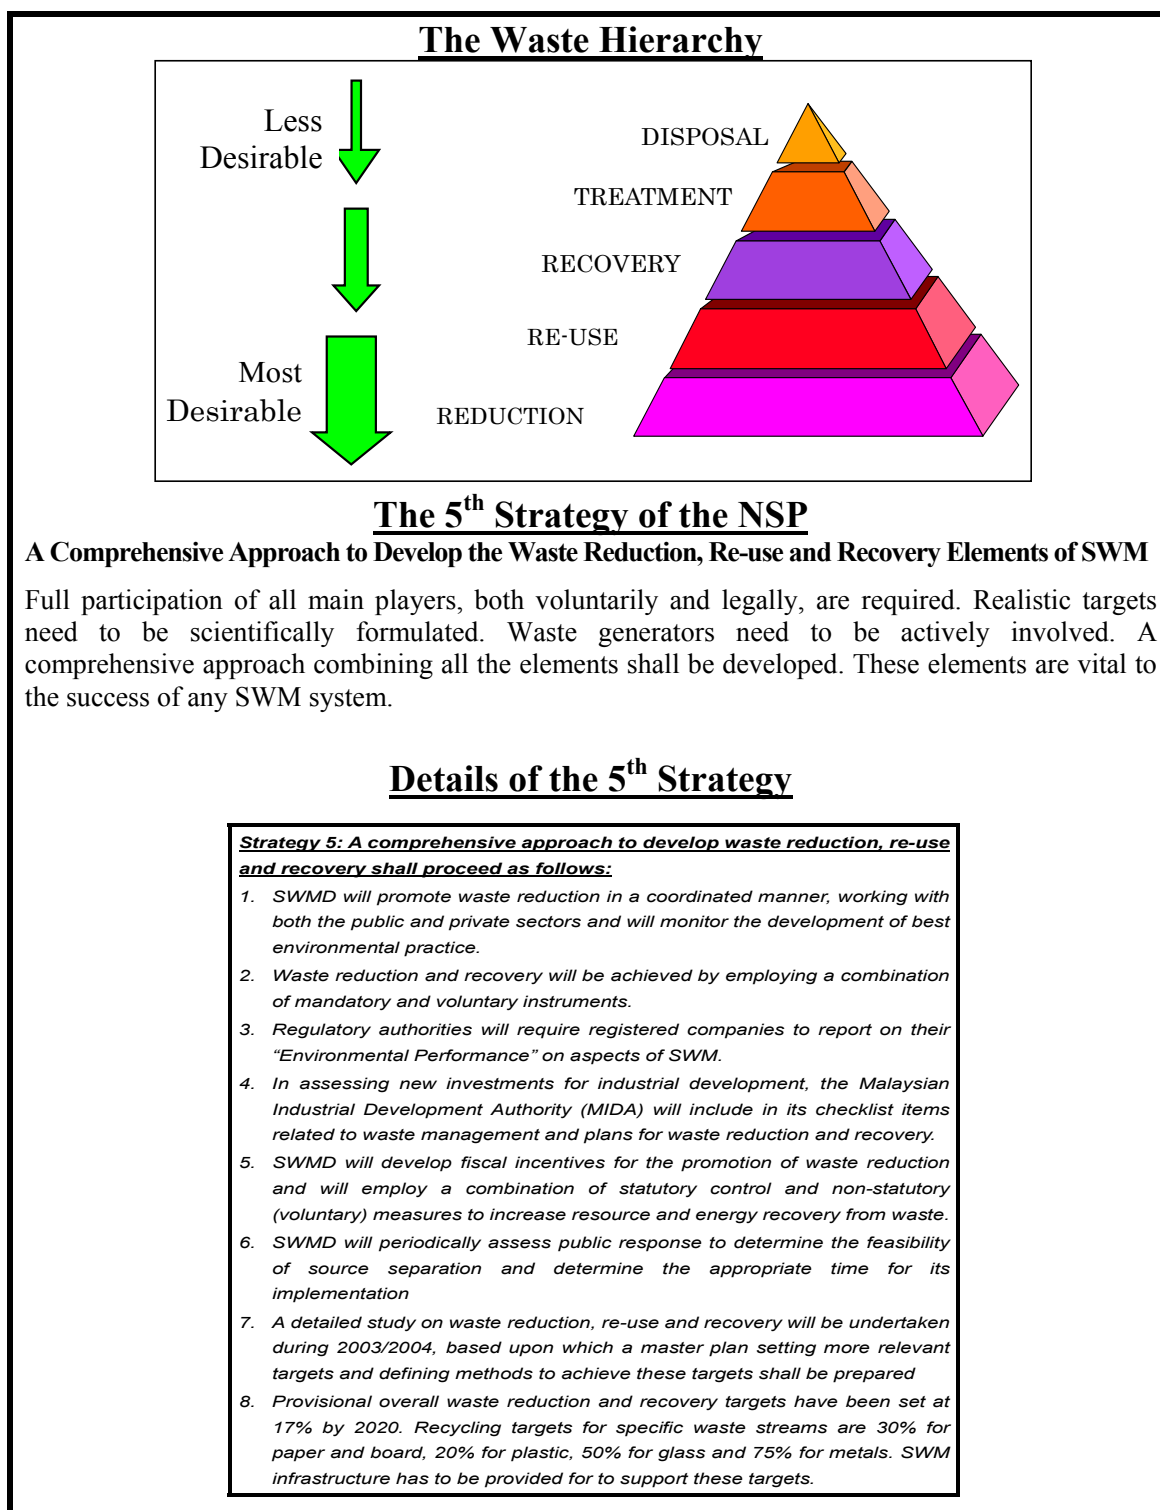 The Waste Hierarchy
Less
Desirable
DISPOSAL
TREATMENT
RECOVERY
RE-USE
Most
Desirable
REDUCTION
The 5th Strategy of the NSP
A Comprehensive Approach to Develop the Waste Reduction, Re-use and Recovery Elements of SWM
Full participation of all main players, both voluntarily and legally, are required. Realistic targets
need to be scientifically formulated. Waste generators need to be actively involved. A
comprehensive approach combining all the elements shall be developed. These elements are vital to
the success of any SWM system.
Details of the 5th Strategy
Strategy 5: A comprehensive approach to develop waste reduction, re-use
and recovery shall proceed as follows:
1. SWMD will promote waste reduction in a coordinated manner, working with
both the public and private sectors and will monitor the development of best
environmental practice.
2. Waste reduction and recovery will be achieved by employing a combination
of mandatory and voluntary instruments.
3. Regulatory authorities will require registered companies to report on their
“Environmental Performance” on aspects of SWM.
4. In assessing new investments for industrial development, the Malaysian
Industrial Development Authority (MIDA) will include in its checklist items
related to waste management and plans for waste reduction and recovery.
5. SWMD will develop fiscal incentives for the promotion of waste reduction
and will employ a combination of statutory control and non-statutory
(voluntary) measures to increase resource and energy recovery from waste.
6. SWMD will periodically assess public response to determine the feasibility
of source separation and determine the appropriate time for its
implementation
7. A detailed study on waste reduction, re-use and recovery will be undertaken
during 2003/2004, based upon which a master plan setting more relevant
targets and defining methods to achieve these targets shall be prepared
8. Provisional overall waste reduction and recovery targets have been set at
17% by 2020. Recycling targets for specific waste streams are 30% for
paper and board, 20% for plastic, 50% for glass and 75% for metals. SWM
infrastructure has to be provided for to support these targets.